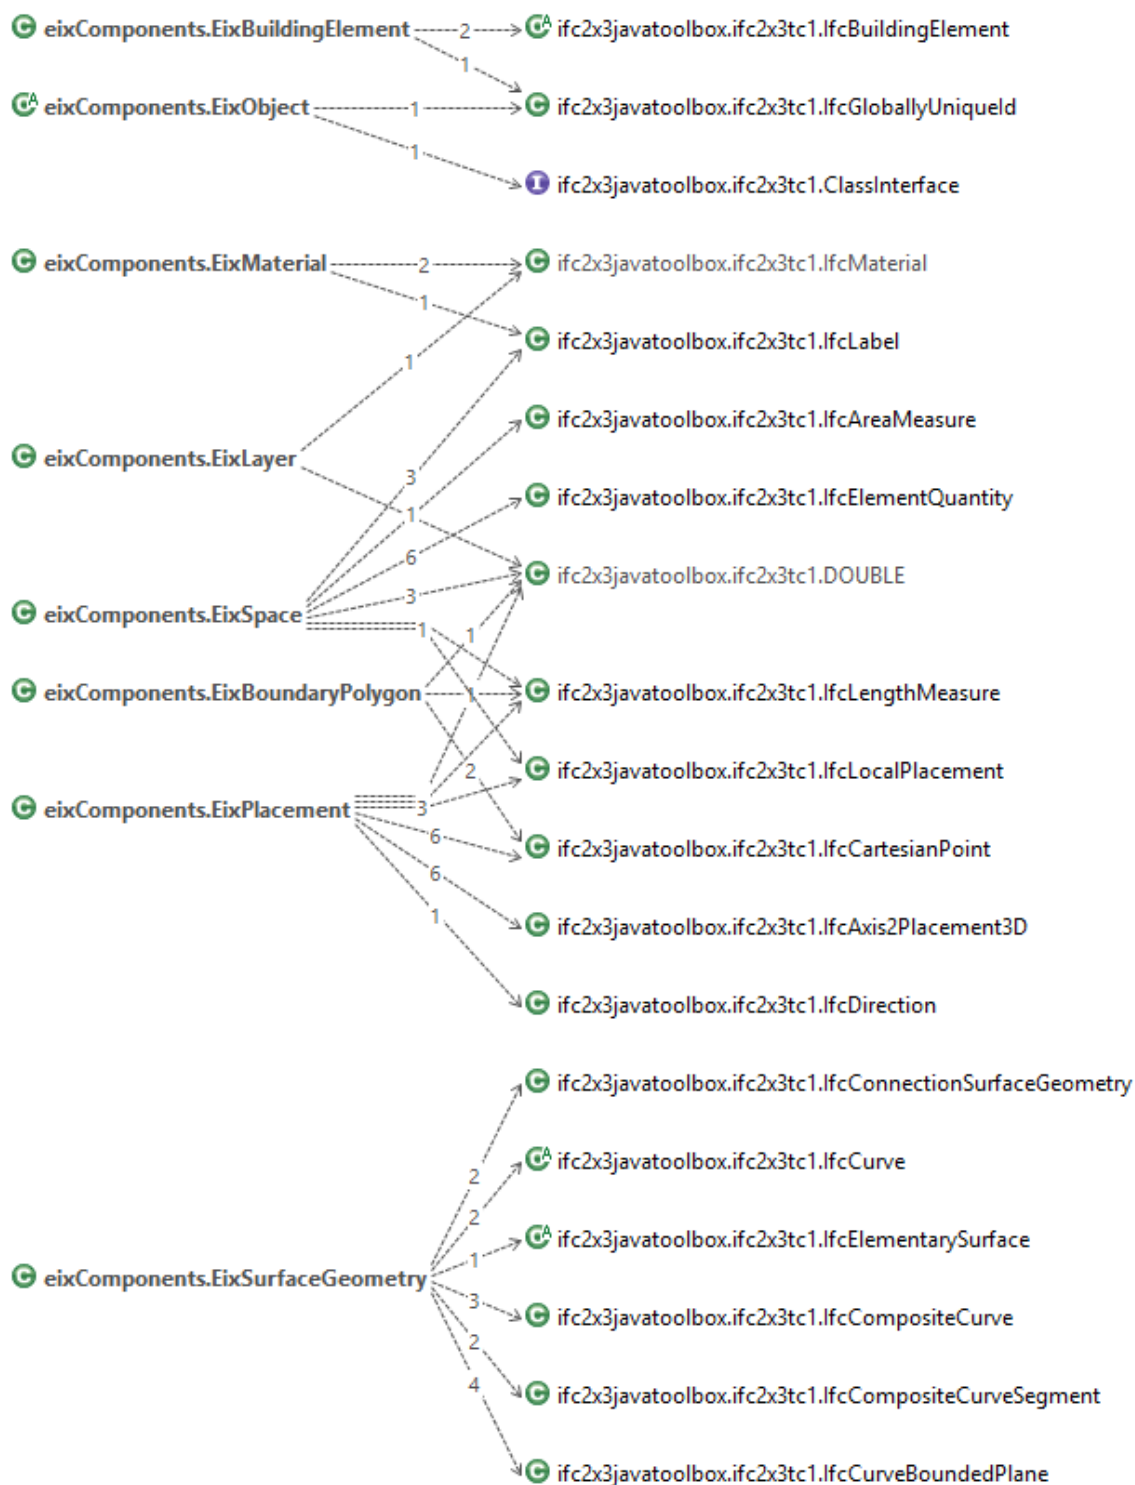 eixComponents.EixBuildingElement 2 ifc2x3javatoolbox.ifc2x3tc1.IfcBuildingElement
1
eixComponents.EixObject 1 ifc2x3javatoolbox.ifc2x3tc1.IfcGloballyUniqueId
1
ifc2x3javatoolbox.ifc2x3tc1.ClassInterface
eixComponents.EixMaterial 2 ifc2x3javatoolbox.ifc2x3tc1.IfcMaterial
1
ifc2x3javatoolbox.ifc2x3tc1.IfcLabel
1
ifc2x3javatoolbox.ifc2x3tc1.IfcAreaMeasure
eixComponents.EixLayer
3
ifc2x3javatoolbox.ifc2x3tc1.IfcElementQuantity
1
6
ifc2x3javatoolbox.ifc2x3tc1.DOUBLE
3
eixComponents.EixSpace
1
1
eixComponents.EixBoundaryPolygon 1 ifc2x3javatoolbox.ifc2x3tc1.IfcLengthMeasure
2 ifc2x3javatoolbox.ifc2x3tc1.IfcLocalPlacement
eixComponents.EixPlacement 3
6
ifc2x3javatoolbox.ifc2x3tc1.IfcCartesianPoint
6
1
ifc2x3javatoolbox.ifc2x3tc1.IfcAxis2Placement3D
ifc2x3javatoolbox.ifc2x3tc1.IfcDirection
ifc2x3javatoolbox.ifc2x3tc1.IfcConnectionSurfaceGeometry
ifc2x3javatoolbox.ifc2x3tc1.IfcCurve
2
2
ifc2x3javatoolbox.ifc2x3tc1.IfcElementarySurface
1
eixComponents.EixSurfaceGeometry
3
ifc2x3javatoolbox.ifc2x3tc1.IfcCompositeCurve
2
4
ifc2x3javatoolbox.ifc2x3tc1.IfcCompositeCurveSegment
ifc2x3javatoolbox.ifc2x3tc1.IfcCurveBoundedPlane